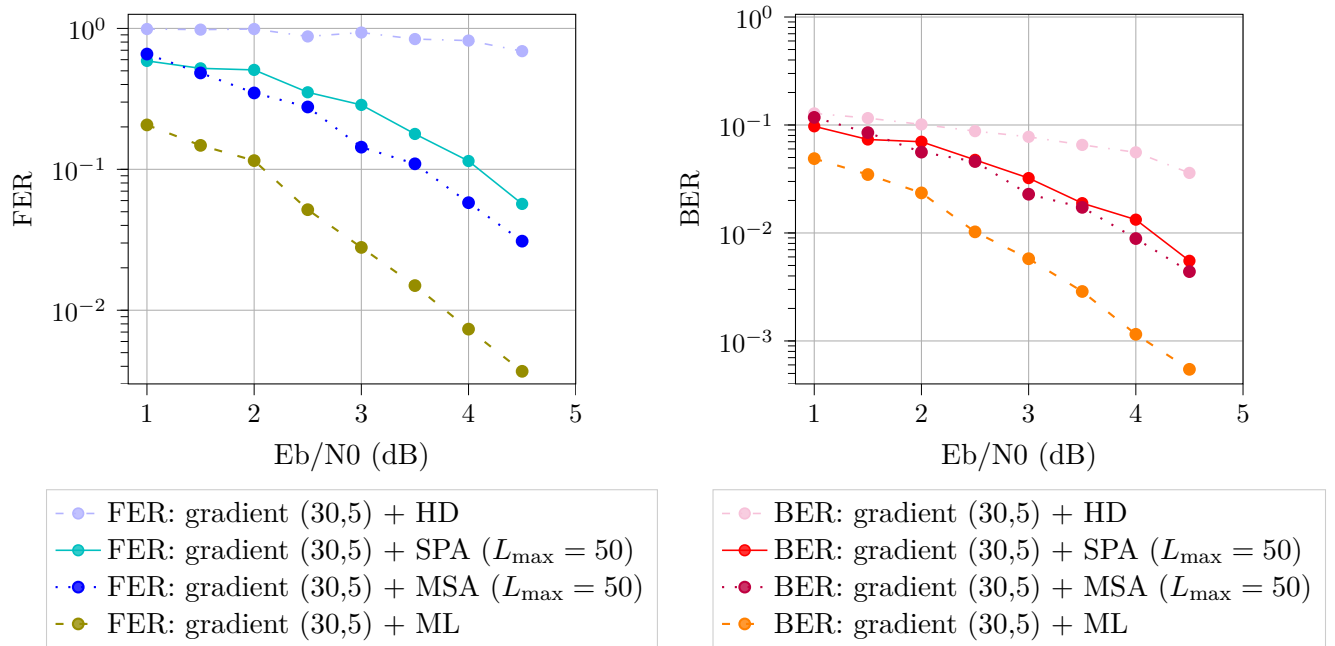 10^0
10^−1
10^−2
FER
1 2 3 4 5
Eb/N0 (dB)
FER: gradient (30,5) + HD
FER: gradient (30,5) + SPA (L_max = 50)
FER: gradient (30,5) + MSA (L_max = 50)
FER: gradient (30,5) + ML
10^0
10^−1
10^−2
10^−3
BER
1 2 3 4 5
Eb/N0 (dB)
BER: gradient (30,5) + HD
BER: gradient (30,5) + SPA (L_max = 50)
BER: gradient (30,5) + MSA (L_max = 50)
BER: gradient (30,5) + ML